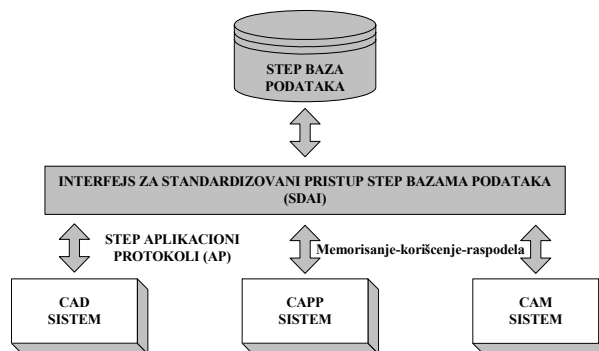 STEP BAZA
PODATAKA
INTERFEJS ZA STANDARDIZOVANI PRISTUP STEP BAZAMA PODATAKA
(SDAI)
STEP APLIKACIONI
PROTOKOLI (AP)
Memorisanje-korišcenje-raspodela
CAD
SISTEM
CAPP
SISTEM
CAM
SISTEM